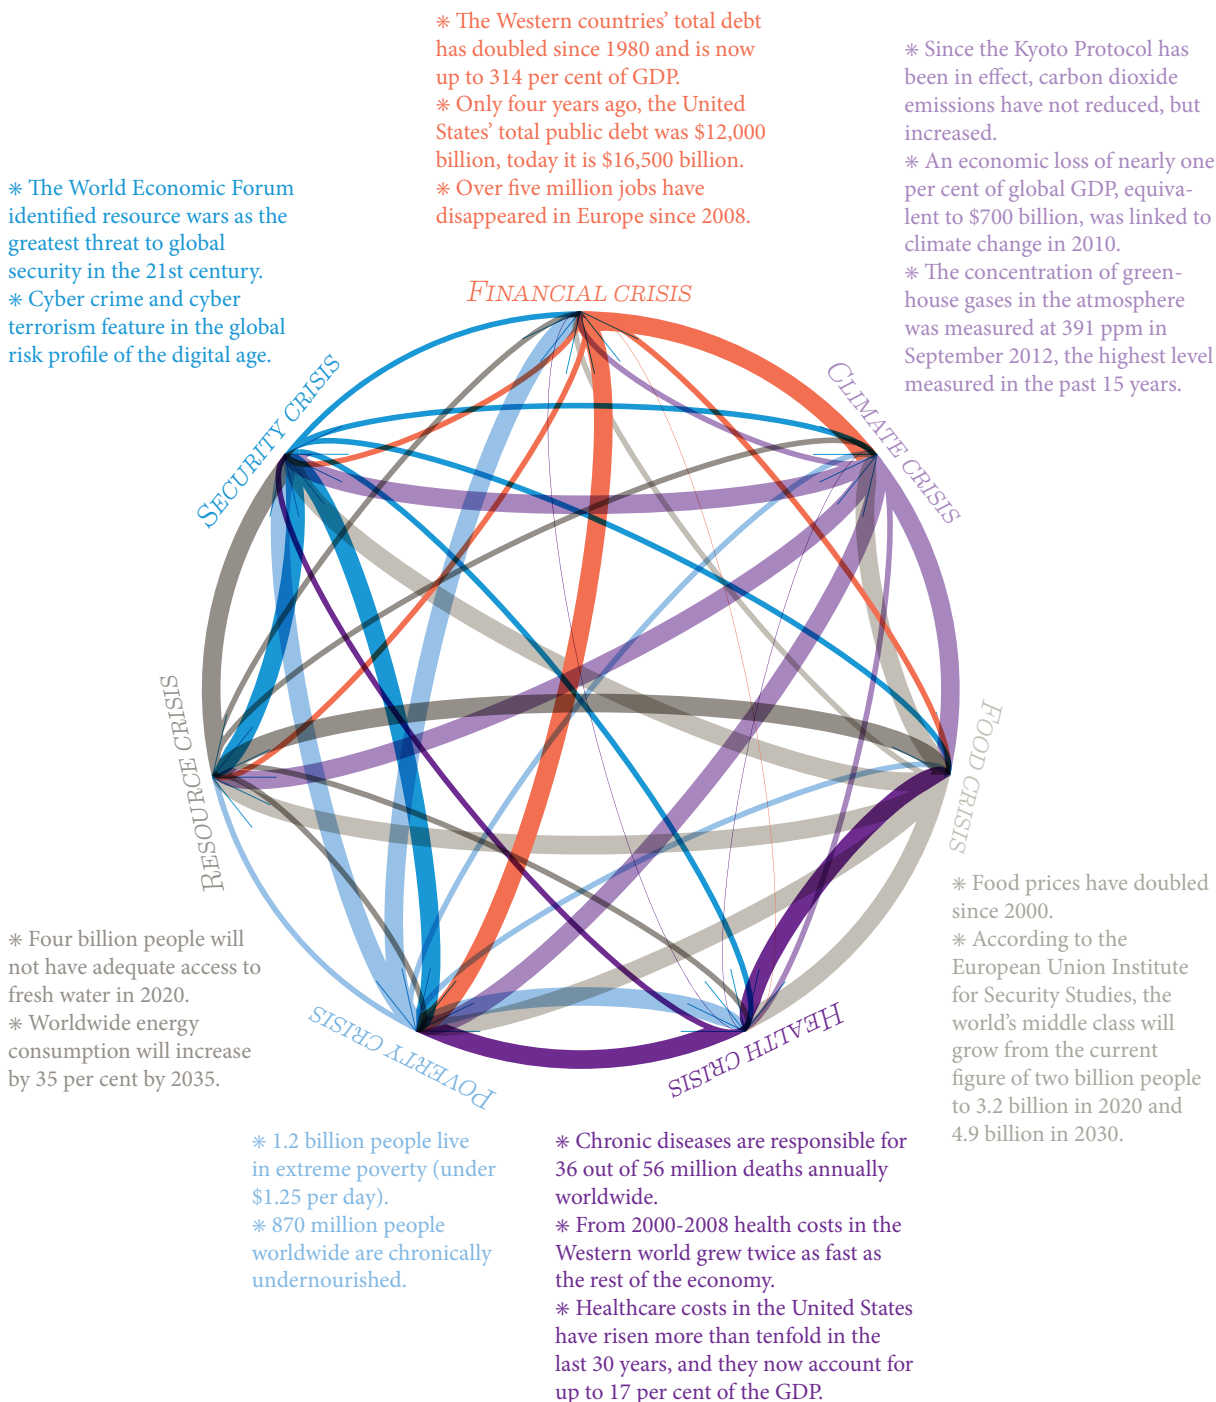 ⁕ The Western countries’ total debt
has doubled since 1980 and is now
up to 314 per cent of GDP.
⁕ Only four years ago, the United
States’ total public debt was $12,000
billion, today it is $16,500 billion.
⁕ Over five million jobs have
disappeared in Europe since 2008.
⁕ Since the Kyoto Protocol has
been in effect, carbon dioxide
emissions have not reduced, but
increased.
⁕ An economic loss of nearly one
per cent of global GDP, equiva-
lent to $700 billion, was linked to
climate change in 2010.
⁕ The concentration of green-
house gases in the atmosphere
was measured at 391 ppm in
September 2012, the highest level
measured in the past 15 years.
⁕ The World Economic Forum
identified resource wars as the
greatest threat to global
security in the 21st century.
⁕ Cyber crime and cyber
terrorism feature in the global
risk profile of the digital age.
FINANCIAL CRISIS
CLIMATE CRISIS
SECURITY CRISIS
RESOURCE CRISIS
FOOD CRISIS
POVERTY CRISIS
HEALTH CRISIS
⁕ Food prices have doubled
since 2000.
⁕ According to the
European Union Institute
for Security Studies, the
world’s middle class will
grow from the current
figure of two billion people
to 3.2 billion in 2020 and
4.9 billion in 2030.
⁕ Four billion people will
not have adequate access to
fresh water in 2020.
⁕ Worldwide energy
consumption will increase
by 35 per cent by 2035.
⁕ 1.2 billion people live
in extreme poverty (under
$1.25 per day).
⁕ 870 million people
worldwide are chronically
undernourished.
⁕ Chronic diseases are responsible for
36 out of 56 million deaths annually
worldwide.
⁕ From 2000-2008 health costs in the
Western world grew twice as fast as
the rest of the economy.
⁕ Healthcare costs in the United States
have risen more than tenfold in the
last 30 years, and they now account for
up to 17 per cent of the GDP.